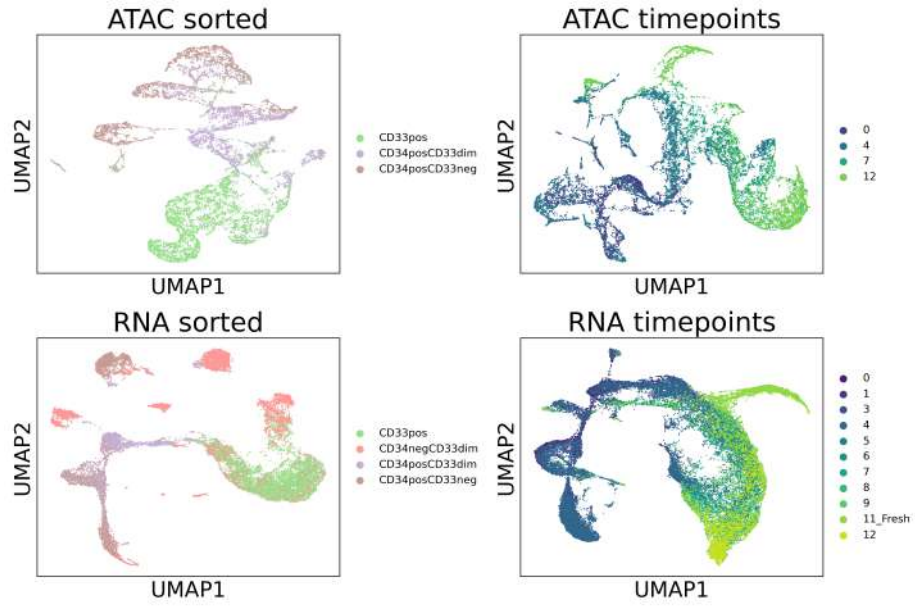 ATAC sorted
UMAP2
UMAP1
CD33pos
CD34posCD33dim
CD34posCD33neg
ATAC timepoints
UMAP2
UMAP1
0
4
7
12
RNA sorted
UMAP2
UMAP1
CD33pos
CD34negCD33dim
CD34posCD33dim
CD34posCD33neg
RNA timepoints
UMAP2
UMAP1
0
1
3
4
5
6
7
8
9
11_Fresh
12